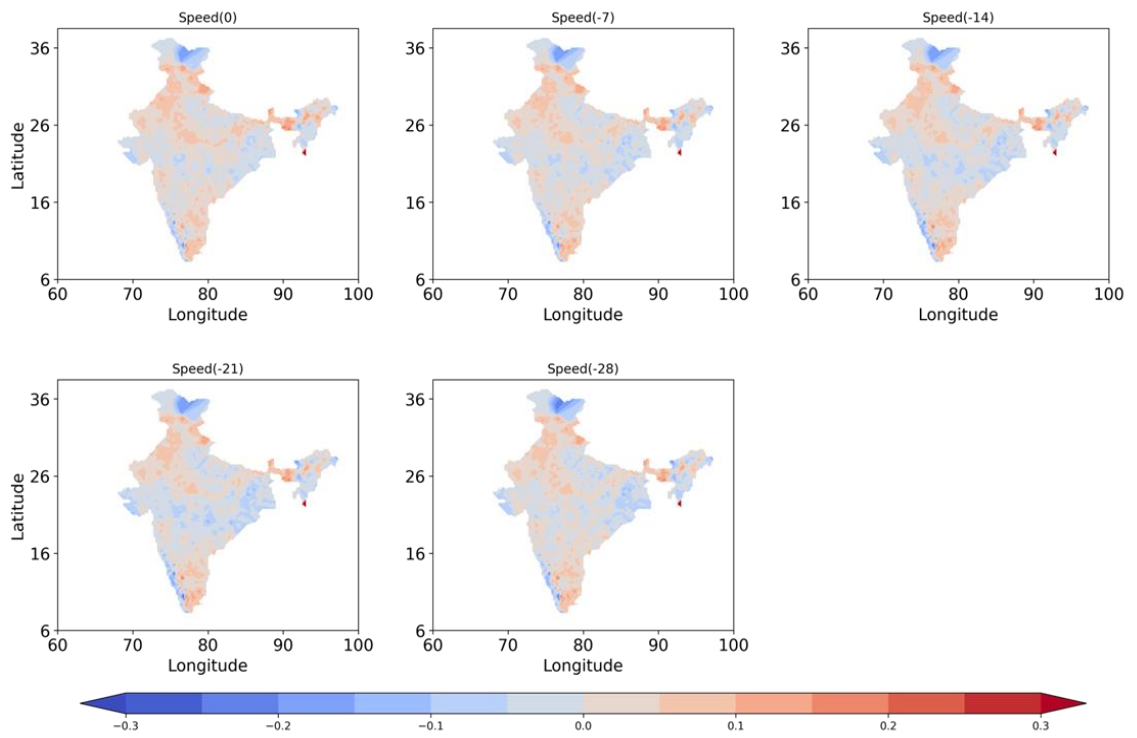 Speed(0) Speed(-7) Speed(-14)
36 36 36
26 26 26
16 16 16
6 6 6
Latitude
60 70 80 90 100 60 70 80 90 100 60 70 80 90 100
Longitude Longitude Longitude
Speed(-21) Speed(-28)
36 36
26 26
16 16
6 6
Latitude
60 70 80 90 100 60 70 80 90 100
Longitude Longitude
−0.3 −0.2 −0.1 0.0 0.1 0.2 0.3